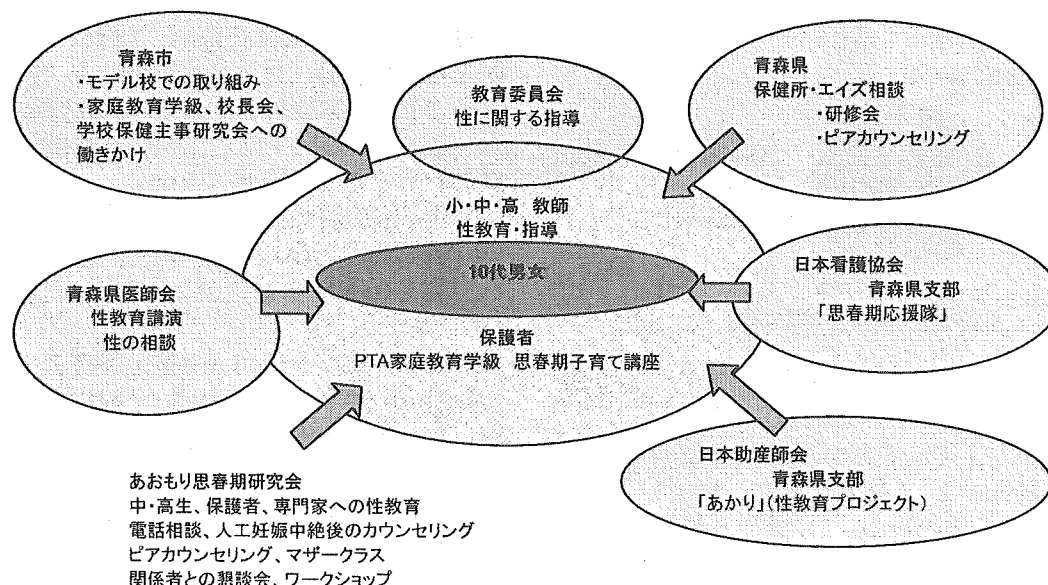 青森市
・モデル校での取り組み
・家庭教育学級、校長会、
学校保健主事研究会への
働きかけ
教育委員会
性に関する指導
青森県
保健所・エイズ相談
・研修会
・ピアカウンセリング
小・中・高 教師
性教育・指導
10代男女
青森県医師会
性教育講演
性の相談
日本看護協会
青森県支部
「思春期応援隊」
保護者
PTA家庭教育学級 思春期子育て講座
日本助産師会
青森県支部
「あかり」(性教育プロジェクト)
あおもり思春期研究会
中・高生、保護者、専門家への性教育
電話相談、人工妊娠中絶後のカウンセリング
ピアカウンセリング、マザークラス
関係者との懇談会、ワークショップ